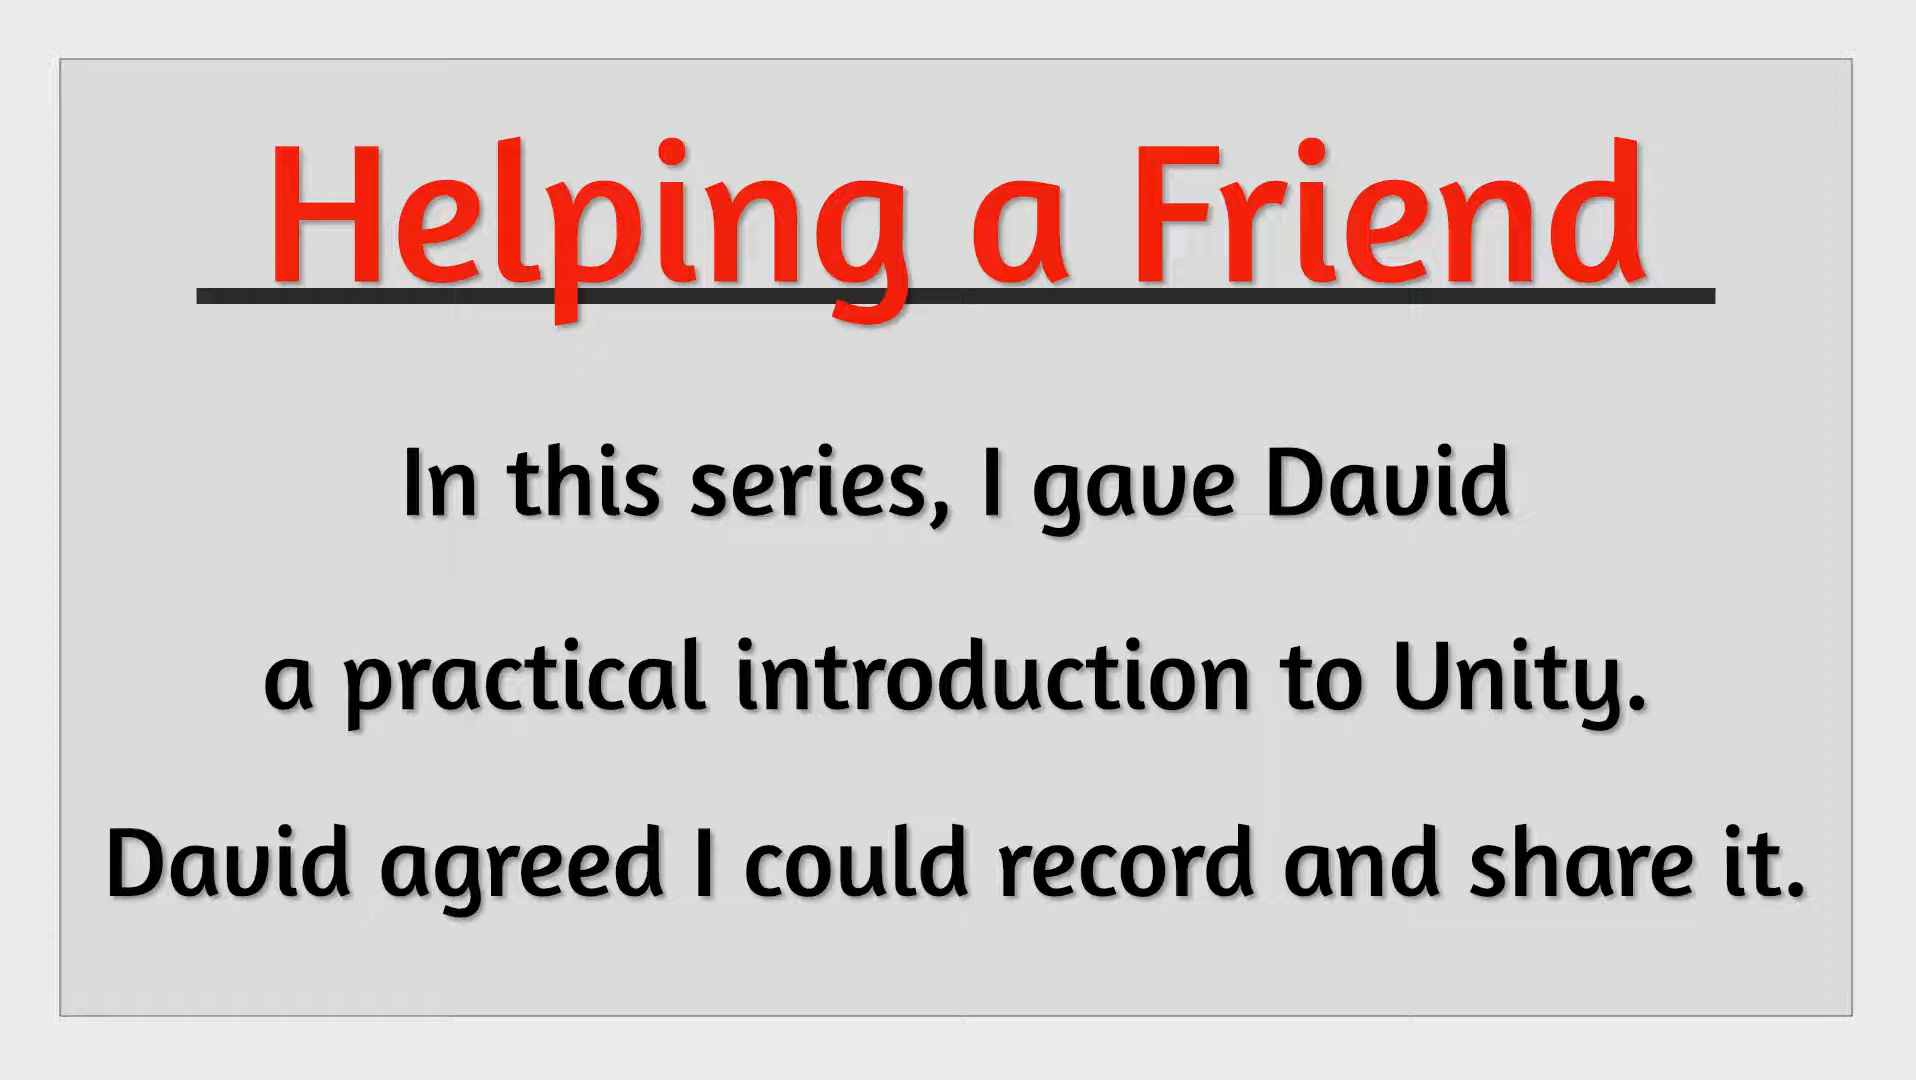 Helping a Friend
In this series, I gave David
a practical introduction to Unity.
David agreed I could record and share it.